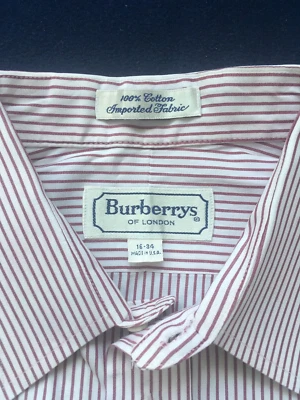 100% Cotton
Imported Fabric
Burberrys®
OF LONDON
16-34
MADE IN U.S.A.